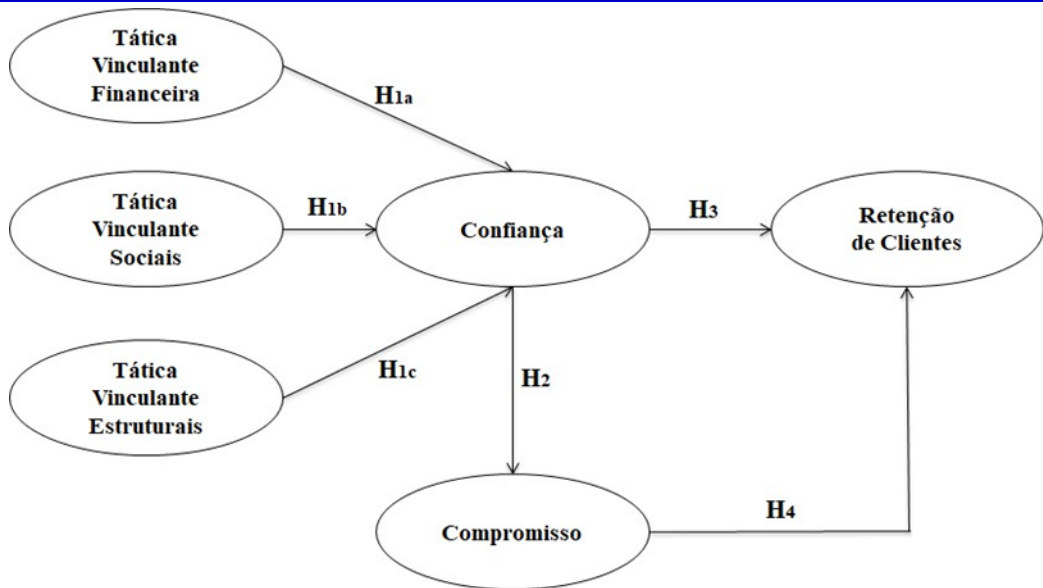 Tática
Vinculante
Financeira
H1a
Tática
Vinculante
Sociais
H1b
Confiança
H3
Retenção
de Clientes
Tática
Vinculante
Estruturais
H1c
H2
Compromisso
H4